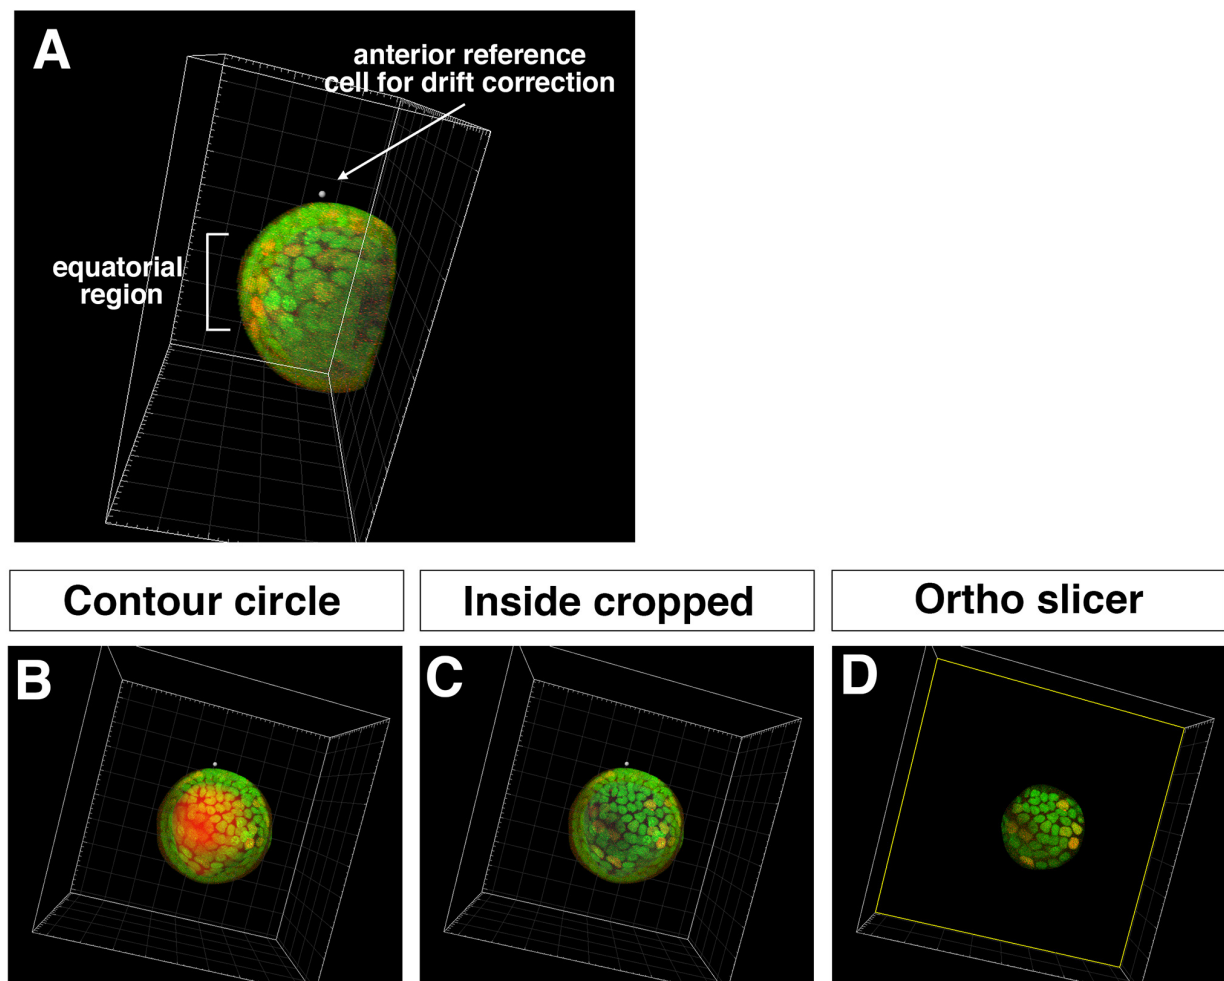 A
anterior reference
cell for drift correction
equatorial
region
Contour circle
Inside cropped
Ortho slicer
B
C
D